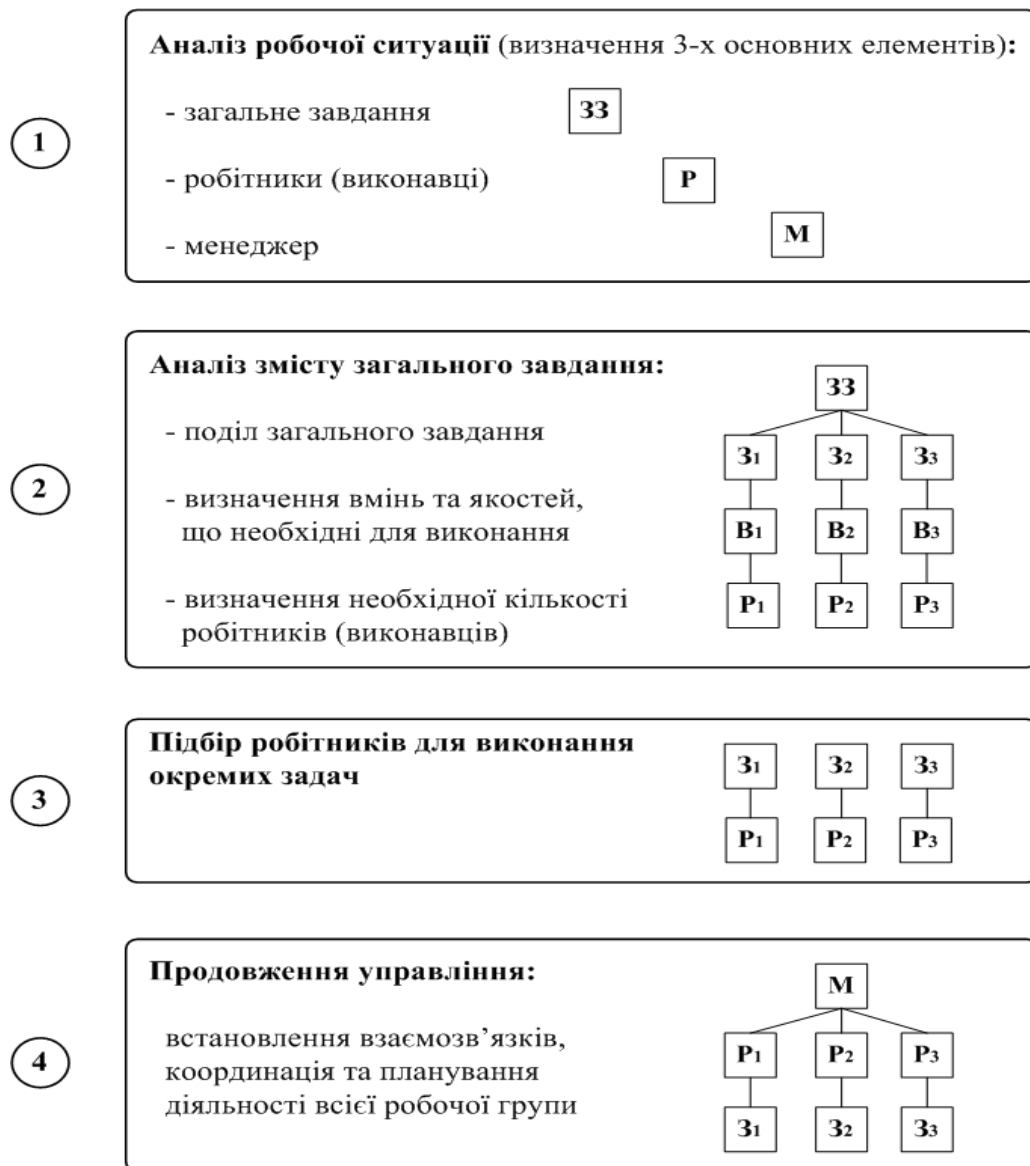 Аналіз робочої ситуації (визначення 3-х основних елементів):
- загальне завдання ЗЗ
1
- робітники (виконавці) Р
- менеджер М
Аналіз змісту загального завдання:
ЗЗ
- поділ загального завдання
З1 З2 З3
2
- визначення вмінь та якостей,
що необхідні для виконання
В1 В2 В3
- визначення необхідної кількості
робітників (виконавців)
Р1 Р2 Р3
Підбір робітників для виконання
окремих задач
З1 З2 З3
3
Р1 Р2 Р3
Продовження управління:
М
встановлення взаємозв’язків,
координація та планування
діяльності всієї робочої групи
4
Р1 Р2 Р3
З1 З2 З3